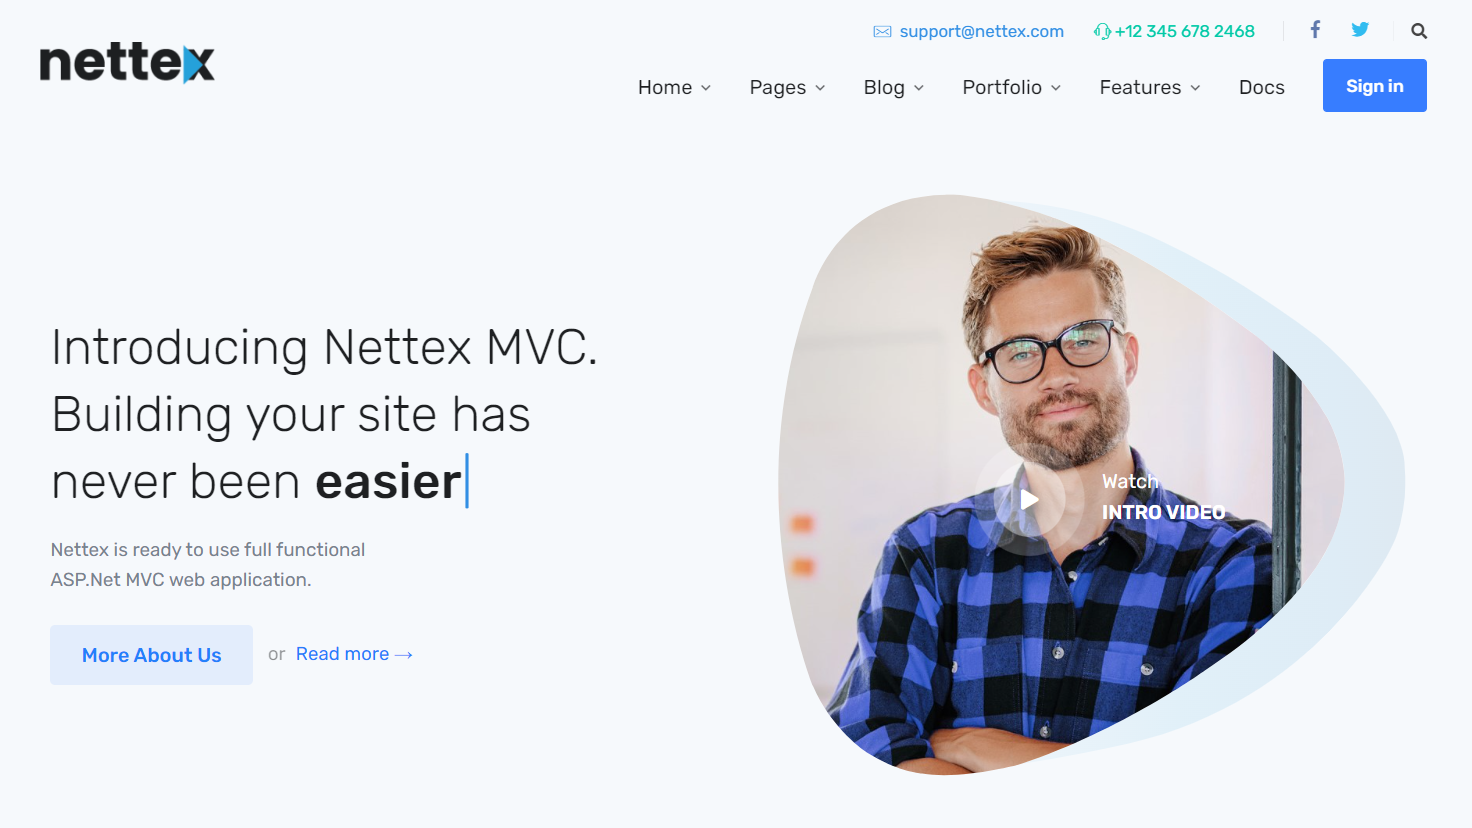 support@nettex.com +12 345 678 2468
nettex
Home Pages Blog Portfolio Features Docs Sign in
Introducing Nettex MVC.
Building your site has
never been easier
Watch
INTRO VIDEO
Nettex is ready to use full functional
ASP.Net MVC web application.
More About Us or Read more →